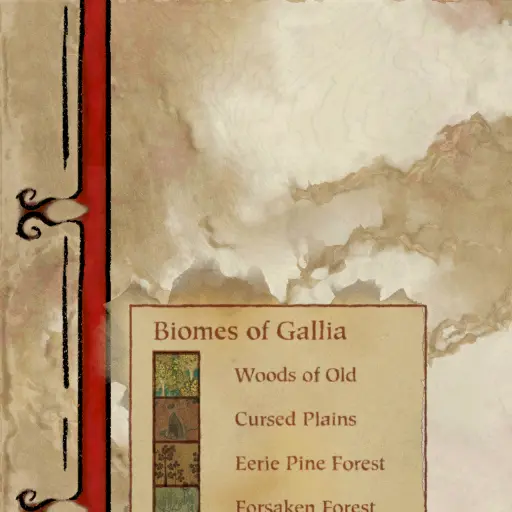 Biomes of Gallia
Woods of Old
Cursed Plains
Eerie Pine Forest
Forsaken Forest